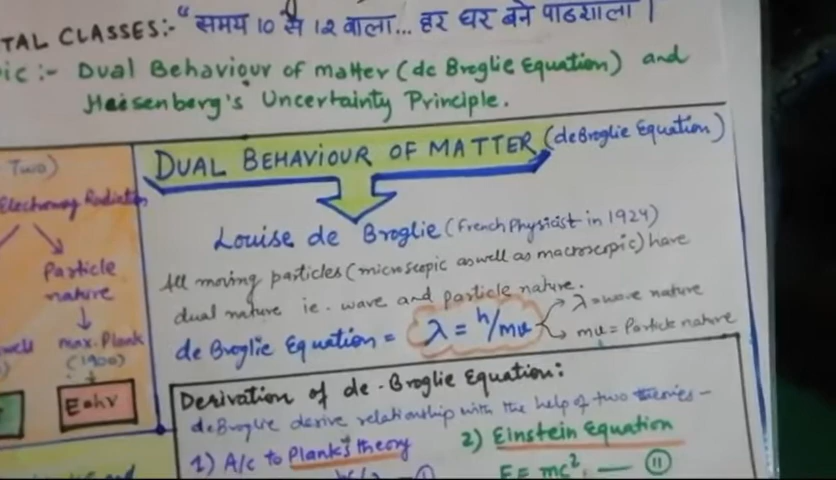 TAL CLASSES:- "समय 10 से 12 वाला... हर घर बने पाठशाला।
ic :- Dual Behaviour of matter (de Breglie Equation) and
Heisenberg's Uncertainty Principle.
Two)
Electromag Radiation
Particle
nature
max. Plank
(1900)
E=hv
DUAL BEHAVIOUR OF MATTER (deBroglie Equation)
Louise de Broglie (French Physicist in 1924)
All moving particles (microscopic as well as macroscopic) have
dual nature ie. wave and particle nature.
de Broglie Equation = λ = h/mv
λ = wave nature
mv = Particle nature
Derivation of de-Broglie Equation:
deBroglie derive relationship with the help of two theories -
1) A/c to Plank's theory
2) Einstein Equation
E = mc² — II